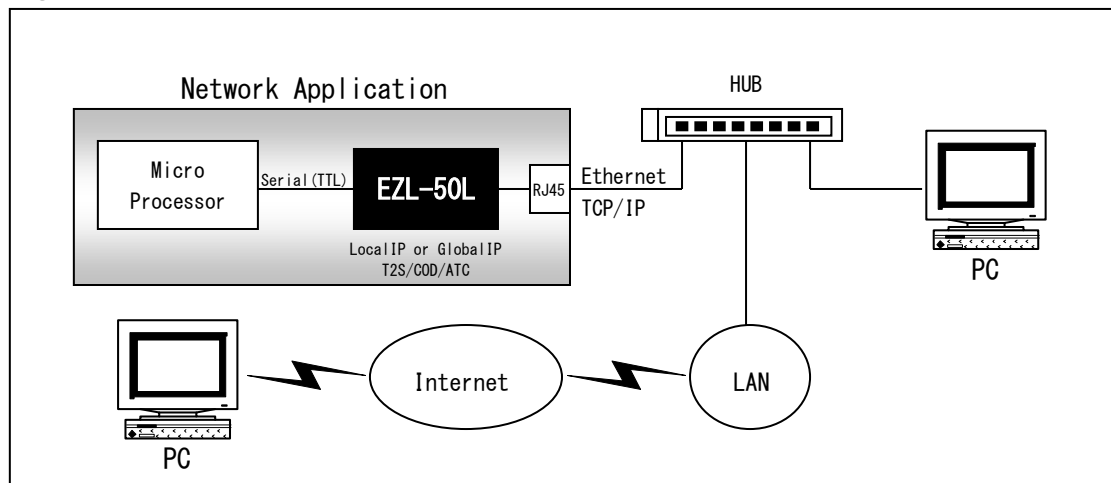 Network Application
HUB
Micro
Processor
Serial(TTL)
EZL-50L
RJ45
Ethernet
TCP/IP
LocalIP or GlobalIP
T2S/COD/ATC
PC
Internet
LAN
PC